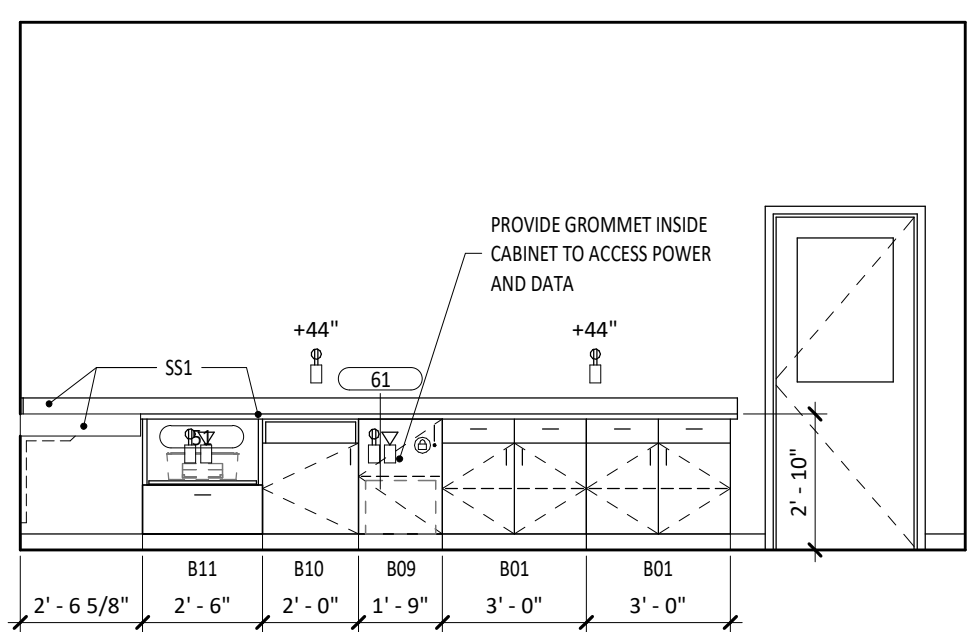 PROVIDE GROMMET INSIDE
CABINET TO ACCESS POWER
AND DATA
+44"
+44"
SS1
61
2' - 10"
B11
B10
B09
B01
B01
2' - 6 5/8"
2' - 6"
2' - 0"
1' - 9"
3' - 0"
3' - 0"